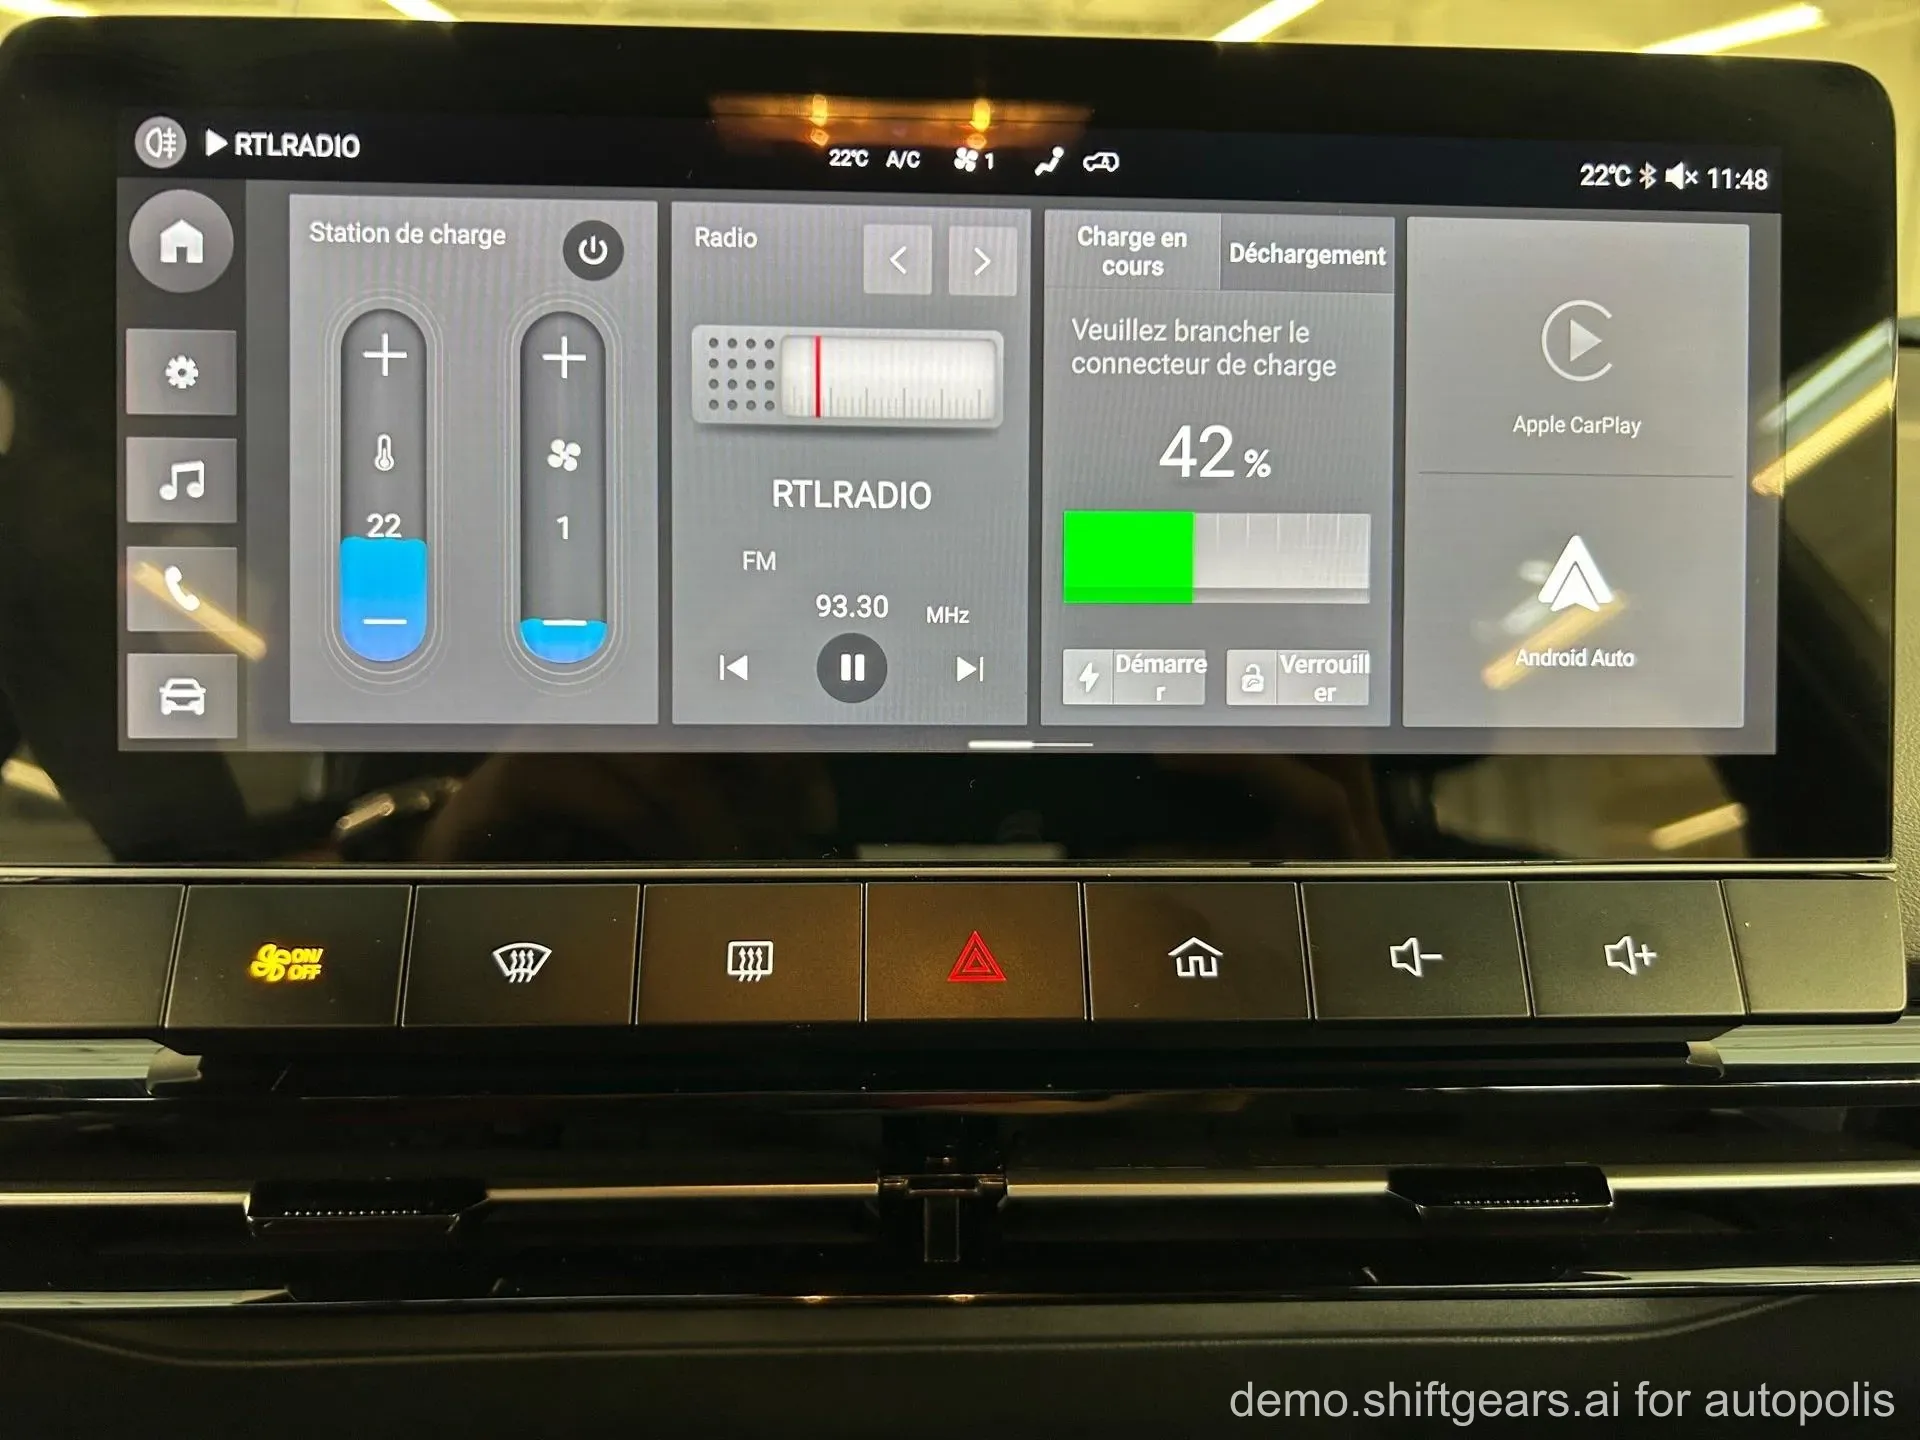 RTLRADIO
22°C A/C 1
22°C 11:48
Station de charge
22
1
Radio
RTLRADIO
FM
93.30 MHz
Charge en
cours
Déchargement
Veuillez brancher le
connecteur de charge
42 %
Démarre
r
Verrouill
er
Apple CarPlay
Android Auto
ON/
OFF
demo.shiftgears.ai for autopolis